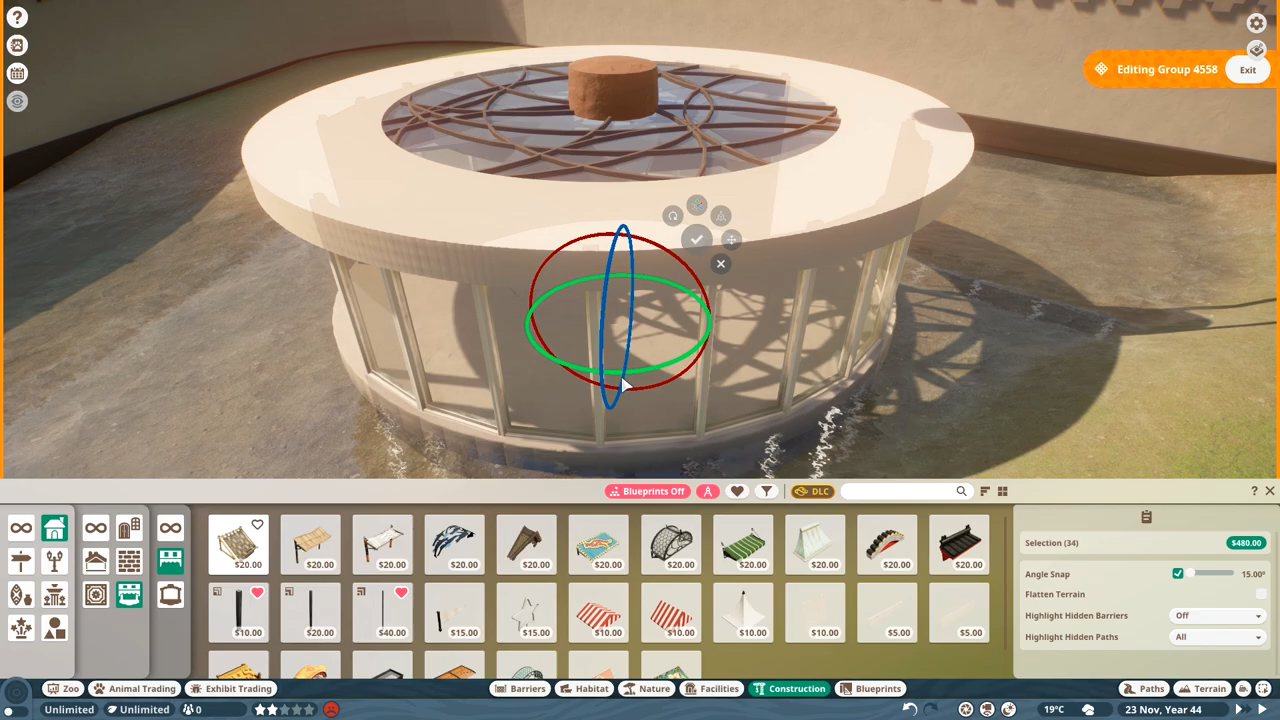 Editing Group 4558
Exit
Blueprints Off
DLC
?
?
Selection (34)
$480.00
Angle Snap
15.00°
Flatten Terrain
Highlight Hidden Barriers
Off
Highlight Hidden Paths
All
$20.00 $20.00 $20.00 $20.00 $20.00 $20.00 $20.00 $20.00 $20.00 $20.00 $20.00
$10.00 $20.00 $40.00 $15.00 $15.00 $10.00 $10.00 $10.00 $10.00 $5.00 $5.00
Zoo Animal Trading Exhibit Trading Barriers Habitat Nature Facilities Construction Blueprints Paths Terrain
Unlimited Unlimited 0 19°C 23 Nov, Year 44